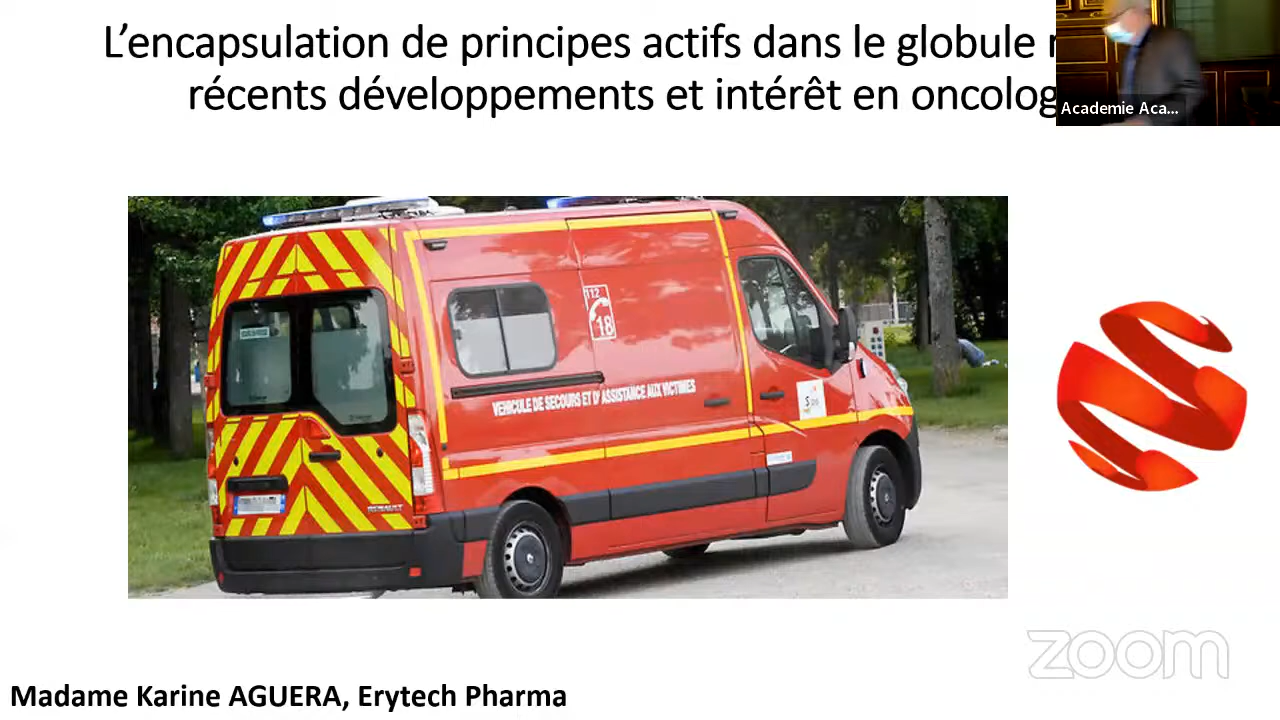 L'encapsulation de principes actifs dans le globule
récents développements et intérêt en oncolog
Academie Aca...
112
18
VEHICULE DE SECOURS ET D'ASSISTANCE AUX VICTIMES
RENAULT
zoom
Madame Karine AGUERA, Erytech Pharma